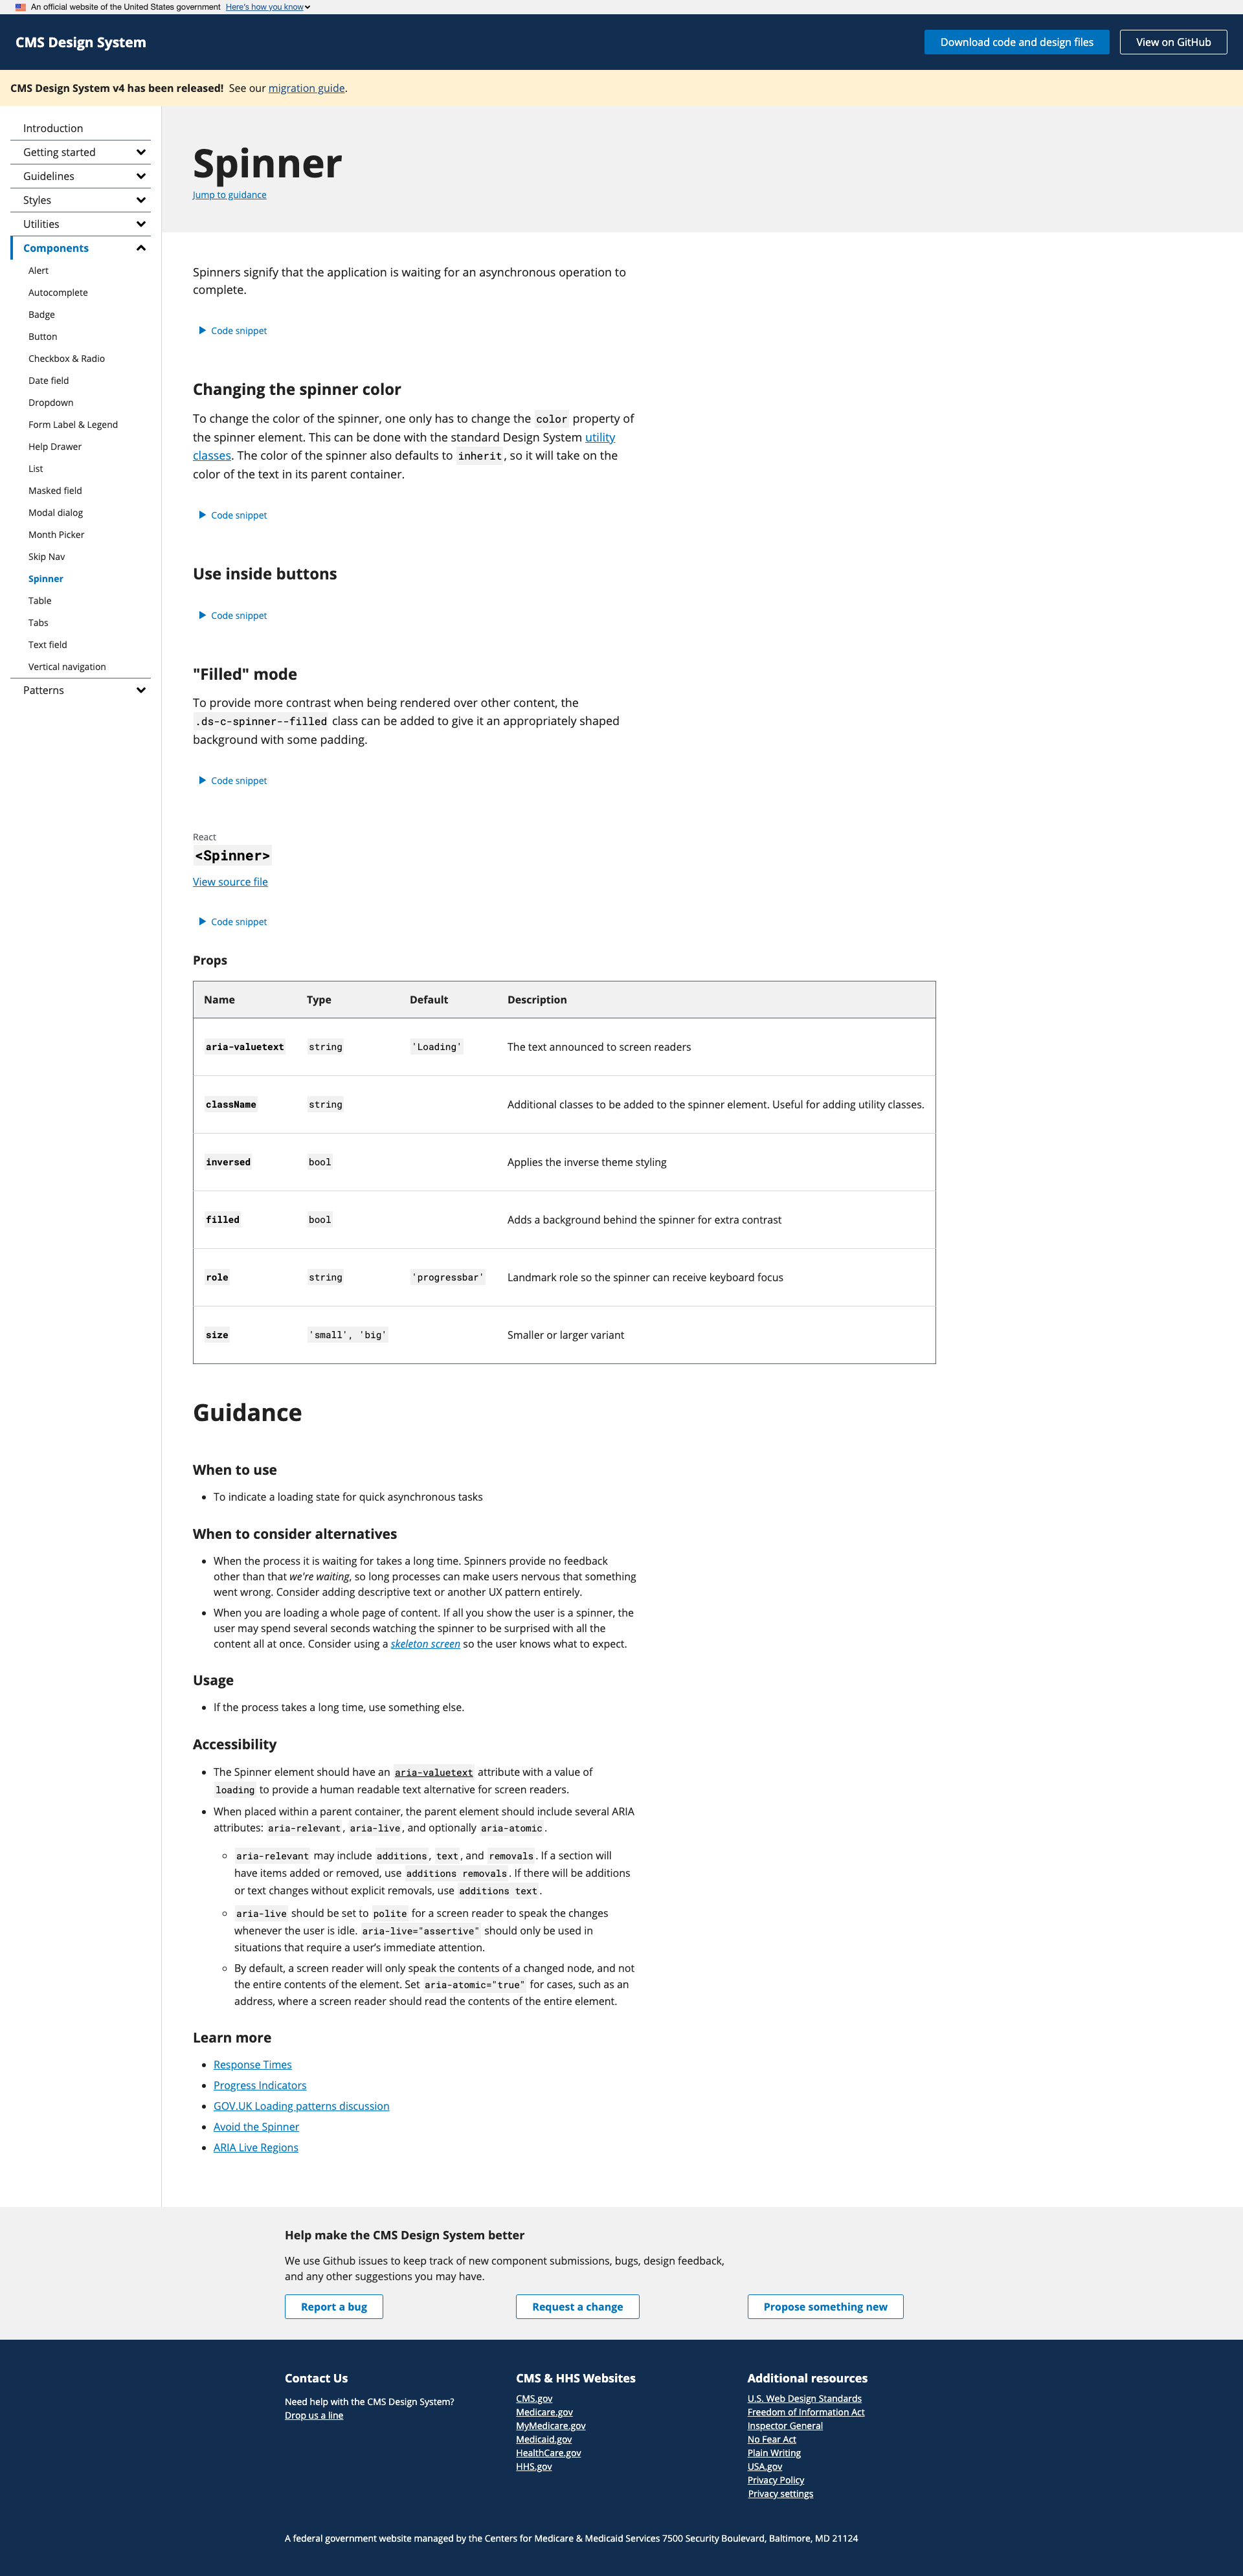 An official website of the United States government Here's how you know
CMS Design System
Download code and design files
View on GitHub
CMS Design System v4 has been released! See our migration guide.
Introduction
Getting started
Guidelines
Styles
Utilities
Components
Alert
Autocomplete
Badge
Button
Checkbox & Radio
Date field
Dropdown
Form Label & Legend
Help Drawer
List
Masked field
Modal dialog
Month Picker
Skip Nav
Spinner
Table
Tabs
Text field
Vertical navigation
Patterns
Spinner
Jump to guidance
Spinners signify that the application is waiting for an asynchronous operation to
complete.
Code snippet
Changing the spinner color
To change the color of the spinner, one only has to change the color property of
the spinner element. This can be done with the standard Design System utility
classes. The color of the spinner also defaults to inherit, so it will take on the
color of the text in its parent container.
Code snippet
Use inside buttons
Code snippet
"Filled" mode
To provide more contrast when being rendered over other content, the
.ds-c-spinner--filled class can be added to give it an appropriately shaped
background with some padding.
Code snippet
React
<Spinner>
View source file
Code snippet
Props
Name Type Default Description
aria-valuetext string 'Loading' The text announced to screen readers
className string Additional classes to be added to the spinner element. Useful for adding utility classes.
inversed bool Applies the inverse theme styling
filled bool Adds a background behind the spinner for extra contrast
role string 'progressbar' Landmark role so the spinner can receive keyboard focus
size 'small', 'big' Smaller or larger variant
Guidance
When to use
To indicate a loading state for quick asynchronous tasks
When to consider alternatives
When the process it is waiting for takes a long time. Spinners provide no feedback
other than that we're waiting, so long processes can make users nervous that something
went wrong. Consider adding descriptive text or another UX pattern entirely.
When you are loading a whole page of content. If all you show the user is a spinner, the
user may spend several seconds watching the spinner to be surprised with all the
content all at once. Consider using a skeleton screen so the user knows what to expect.
Usage
If the process takes a long time, use something else.
Accessibility
The Spinner element should have an aria-valuetext attribute with a value of
loading to provide a human readable text alternative for screen readers.
When placed within a parent container, the parent element should include several ARIA
attributes: aria-relevant, aria-live, and optionally aria-atomic.
aria-relevant may include additions, text, and removals. If a section will
have items added or removed, use additions removals. If there will be additions
or text changes without explicit removals, use additions text.
aria-live should be set to polite for a screen reader to speak the changes
whenever the user is idle. aria-live="assertive" should only be used in
situations that require a user’s immediate attention.
By default, a screen reader will only speak the contents of a changed node, and not
the entire contents of the element. Set aria-atomic="true" for cases, such as an
address, where a screen reader should read the contents of the entire element.
Learn more
Response Times
Progress Indicators
GOV.UK Loading patterns discussion
Avoid the Spinner
ARIA Live Regions
Help make the CMS Design System better
We use Github issues to keep track of new component submissions, bugs, design feedback,
and any other suggestions you may have.
Report a bug
Request a change
Propose something new
Contact Us
Need help with the CMS Design System?
Drop us a line
CMS & HHS Websites
CMS.gov
Medicare.gov
MyMedicare.gov
Medicaid.gov
HealthCare.gov
HHS.gov
Additional resources
U.S. Web Design Standards
Freedom of Information Act
Inspector General
No Fear Act
Plain Writing
USA.gov
Privacy Policy
Privacy settings
A federal government website managed by the Centers for Medicare & Medicaid Services 7500 Security Boulevard, Baltimore, MD 21124